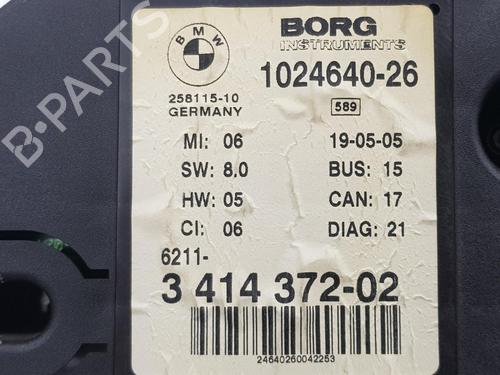 BMW
BORG
INSTRUMENTS
1024640-26
258115-10
GERMANY
589
MI: 06 19-05-05
SW: 8.0 BUS: 15
HW: 05 CAN: 17
CI: 06 DIAG: 21
6211-
3 414 372-02
24640260042253
B-PARTS